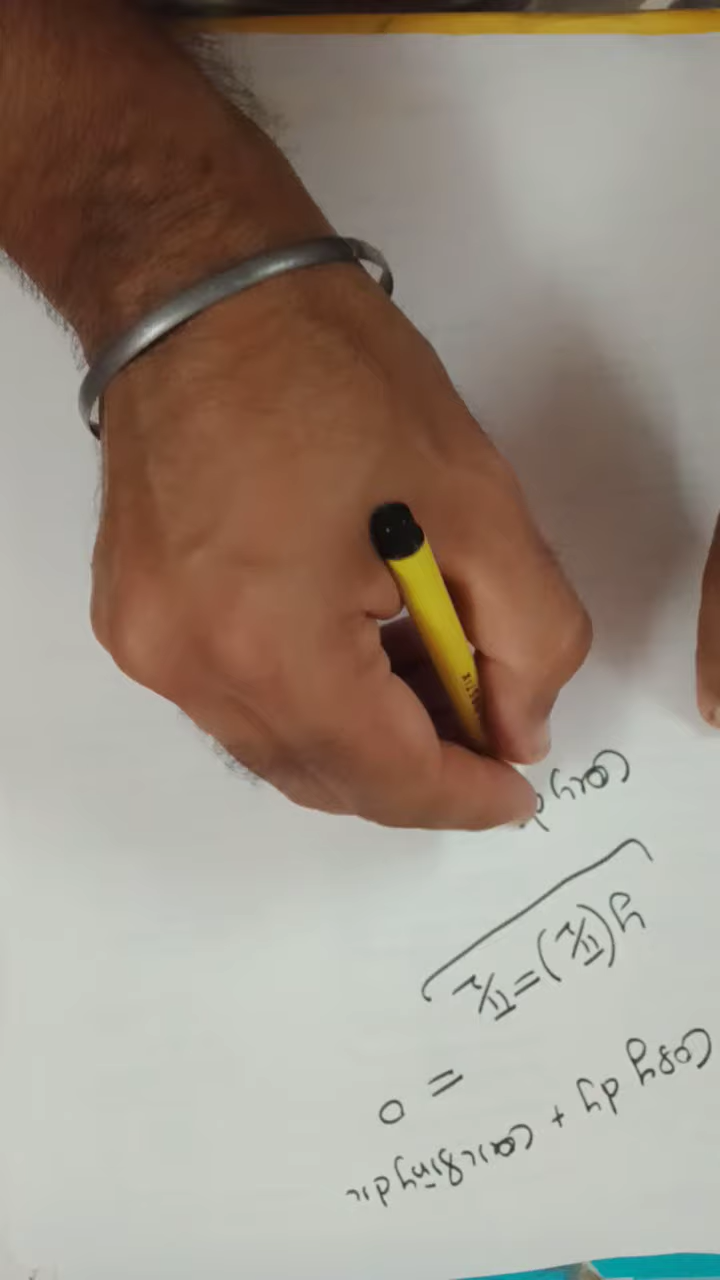 cosy dy + cosx siny dx
= 0
y(π/2) = π/2
cosy d